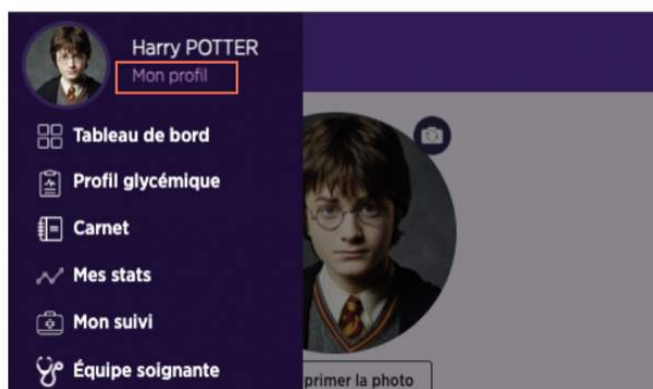 Harry POTTER
Mon profil
Tableau de bord
Profil glycémique
Carnet
Mes stats
Mon suivi
Équipe soignante
primer la photo